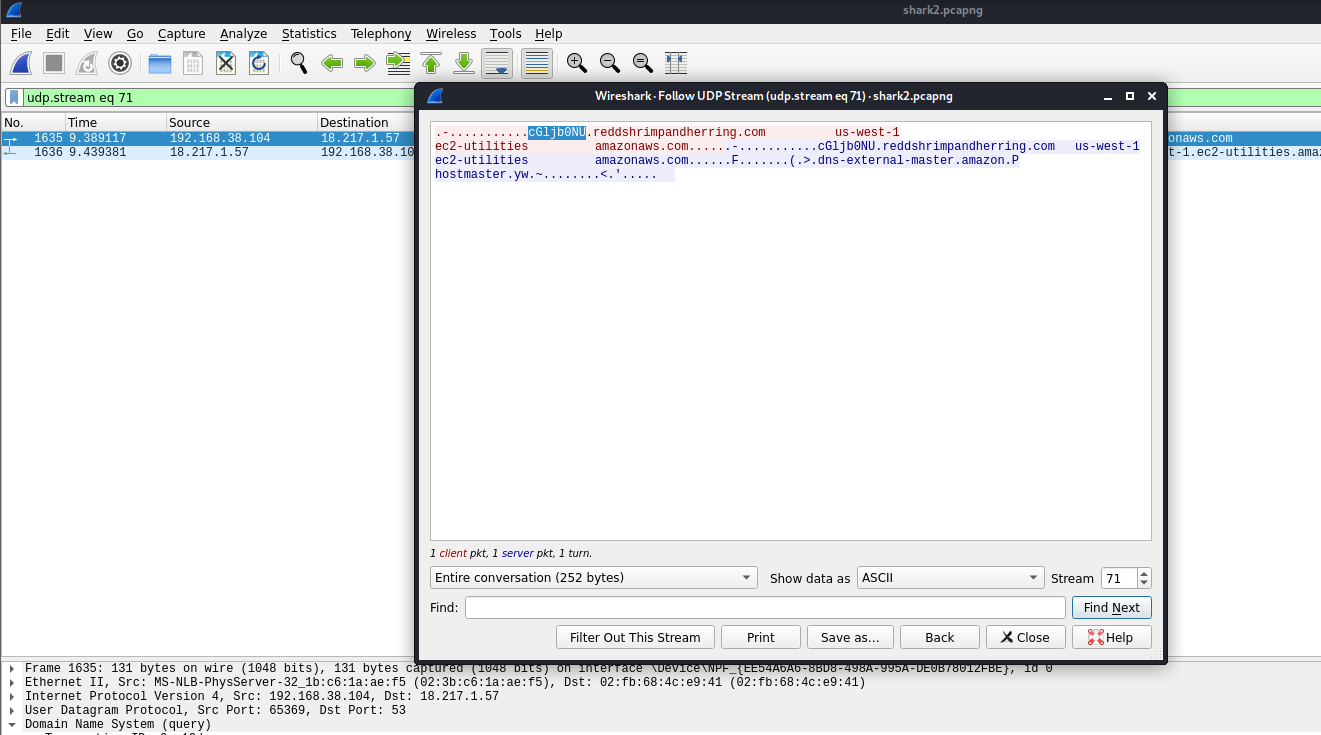 shark2.pcapng
File Edit View Go Capture Analyze Statistics Telephony Wireless Tools Help
udp.stream eq 71
No. Time Source Destination
1635 9.389117 192.168.38.104 18.217.1.57 onaws.com
1636 9.439381 18.217.1.57 192.168.38.10 t-1.ec2-utilities.ama
Wireshark · Follow UDP Stream (udp.stream eq 71) · shark2.pcapng
.-...........cGljb0NU.reddshrimpandherring.com us-west-1
ec2-utilities amazonaws.com......-...........cGljb0NU.reddshrimpandherring.com us-west-1
ec2-utilities amazonaws.com......F.......(.>.dns-external-master.amazon.P
hostmaster.yw.~........<.'.....
1 client pkt, 1 server pkt, 1 turn.
Entire conversation (252 bytes) Show data as ASCII Stream 71
Find: Find Next
Filter Out This Stream Print Save as... Back Close Help
Frame 1635: 131 bytes on wire (1048 bits), 131 bytes captured (1048 bits) on interface \Device\NPF_{EE54A6A6-8BD8-498A-995A-DE0B78012FBE}, id 0
Ethernet II, Src: MS-NLB-PhysServer-32_1b:c6:1a:ae:f5 (02:3b:c6:1a:ae:f5), Dst: 02:fb:68:4c:e9:41 (02:fb:68:4c:e9:41)
Internet Protocol Version 4, Src: 192.168.38.104, Dst: 18.217.1.57
User Datagram Protocol, Src Port: 65369, Dst Port: 53
Domain Name System (query)